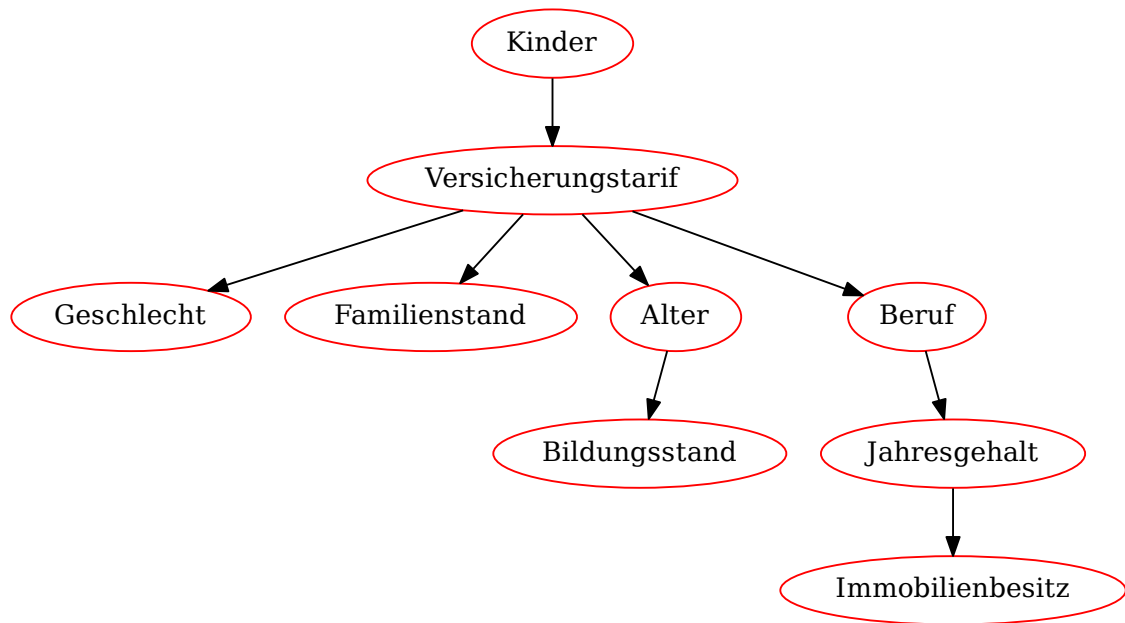 Kinder
Versicherungstarif
Geschlecht
Familienstand
Alter
Beruf
Bildungsstand
Jahresgehalt
Immobilienbesitz